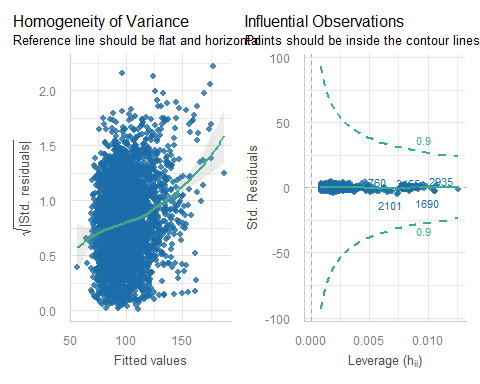 Homogeneity of Variance
Reference line should be flat and horizontal
2.0
1.5
1.0
0.5
0.0
50
100
150
Fitted values
√|Std. residuals|
Influential Observations
Points should be inside the contour lines
100
50
0
-50
-100
0.000
0.005
0.010
Leverage (hii)
Std. Residuals
0.9
2935
2101
1690
0.9